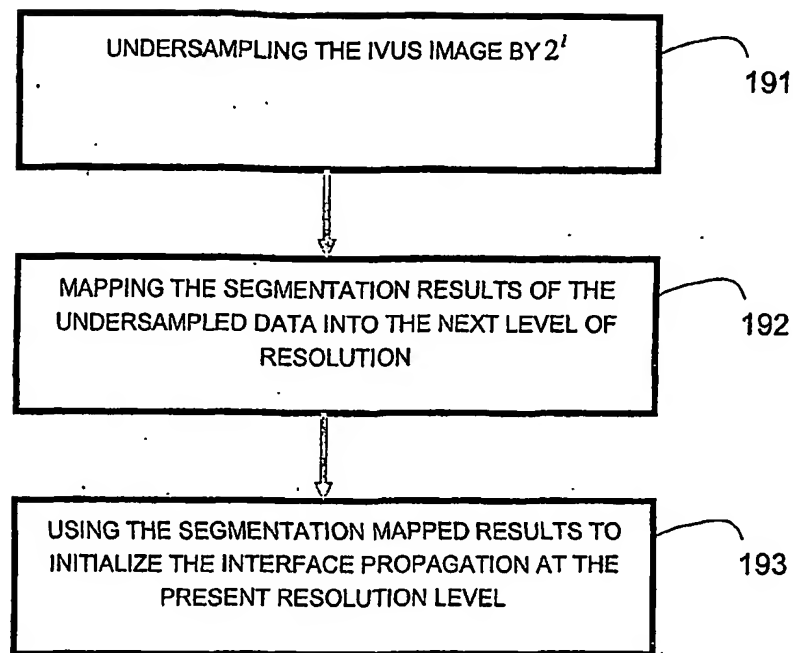 UNDERSAMPLING THE IVUS IMAGE BY 2^l
191
MAPPING THE SEGMENTATION RESULTS OF THE
UNDERSAMPLED DATA INTO THE NEXT LEVEL OF
RESOLUTION
192
USING THE SEGMENTATION MAPPED RESULTS TO
INITIALIZE THE INTERFACE PROPAGATION AT THE
PRESENT RESOLUTION LEVEL
193